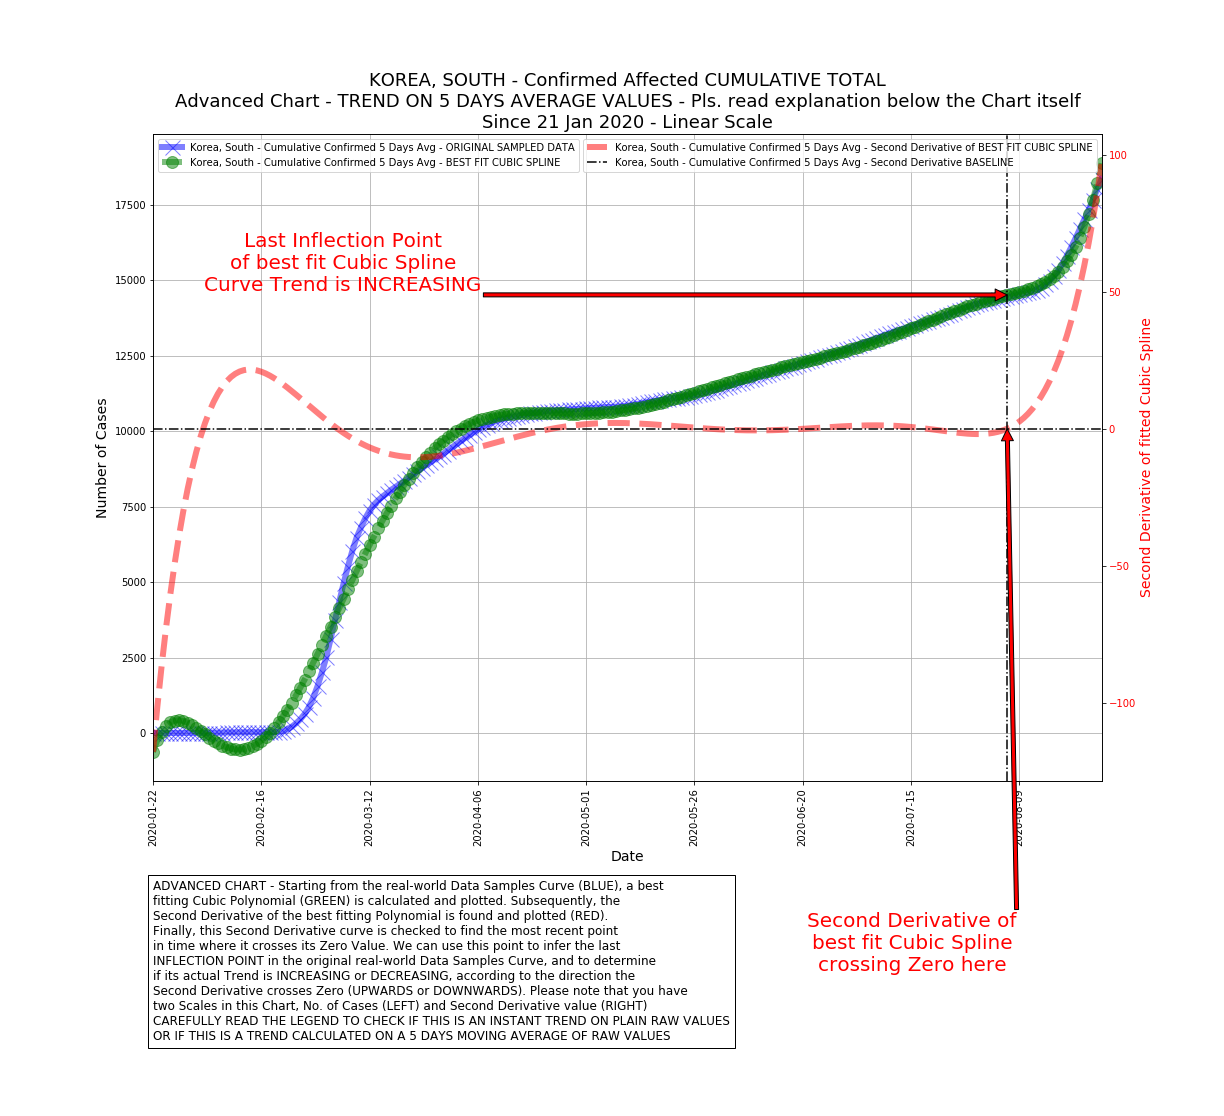 KOREA, SOUTH - Confirmed Affected CUMULATIVE TOTAL
Advanced Chart - TREND ON 5 DAYS AVERAGE VALUES - Pls. read explanation below the Chart itself
Since 21 Jan 2020 - Linear Scale
Korea, South - Cumulative Confirmed 5 Days Avg - ORIGINAL SAMPLED DATA
Korea, South - Cumulative Confirmed 5 Days Avg - BEST FIT CUBIC SPLINE
Korea, South - Cumulative Confirmed 5 Days Avg - Second Derivative of BEST FIT CUBIC SPLINE
Korea, South - Cumulative Confirmed 5 Days Avg - Second Derivative BASELINE
Last Inflection Point
of best fit Cubic Spline
Curve Trend is INCREASING
Number of Cases
17500
15000
12500
10000
7500
5000
2500
0
100
50
0
−50
−100
Second Derivative of fitted Cubic Spline
2020-01-22
2020-02-16
2020-03-12
2020-04-06
2020-05-01
2020-05-26
2020-06-20
2020-07-15
2020-08-09
Date
ADVANCED CHART - Starting from the real-world Data Samples Curve (BLUE), a best
fitting Cubic Polynomial (GREEN) is calculated and plotted. Subsequently, the
Second Derivative of the best fitting Polynomial is found and plotted (RED).
Finally, this Second Derivative curve is checked to find the most recent point
in time where it crosses its Zero Value. We can use this point to infer the last
INFLECTION POINT in the original real-world Data Samples Curve, and to determine
if its actual Trend is INCREASING or DECREASING, according to the direction the
Second Derivative crosses Zero (UPWARDS or DOWNWARDS). Please note that you have
two Scales in this Chart, No. of Cases (LEFT) and Second Derivative value (RIGHT)
CAREFULLY READ THE LEGEND TO CHECK IF THIS IS AN INSTANT TREND ON PLAIN RAW VALUES
OR IF THIS IS A TREND CALCULATED ON A 5 DAYS MOVING AVERAGE OF RAW VALUES
Second Derivative of
best fit Cubic Spline
crossing Zero here